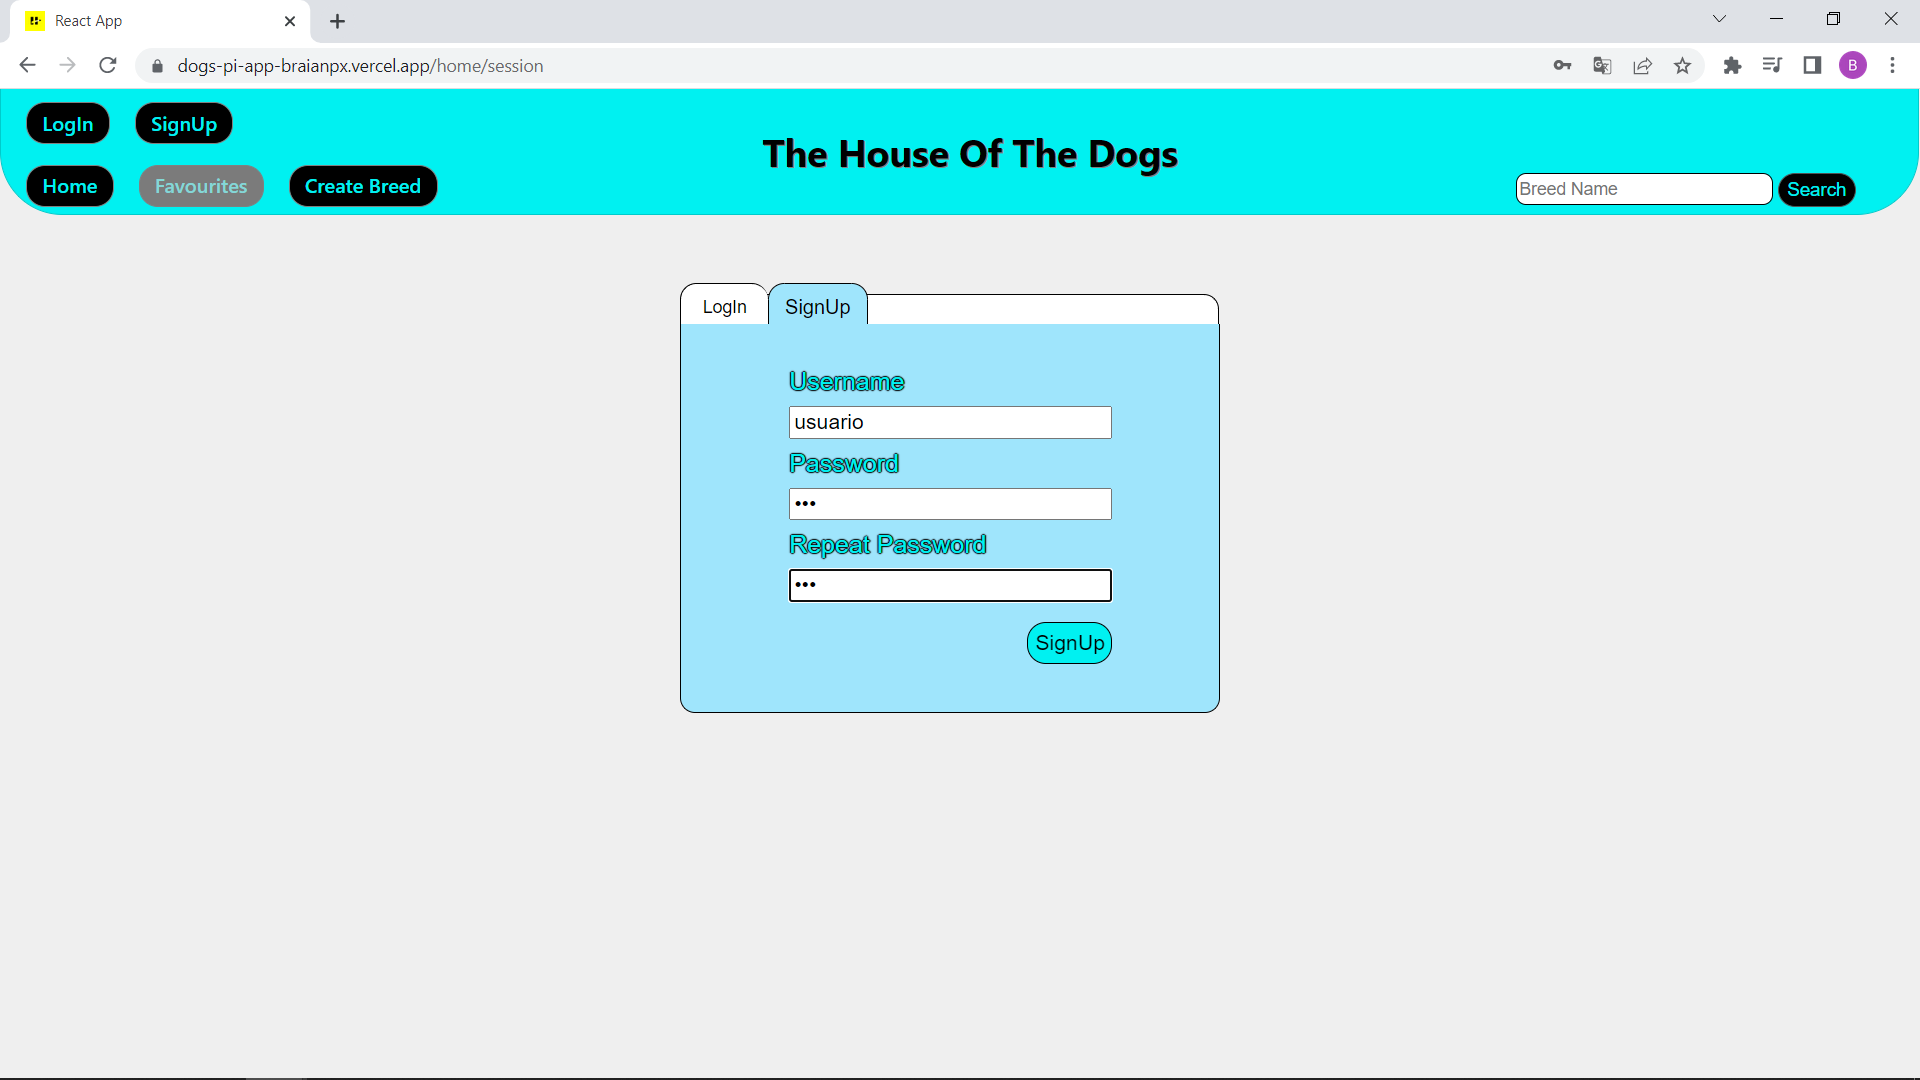 React App
dogs-pi-app-braianpx.vercel.app/home/session
B
LogIn SignUp
The House Of The Dogs
Home Favourites Create Breed
Breed Name Search
LogIn SignUp
Username
usuario
Password
•••
Repeat Password
•••
SignUp